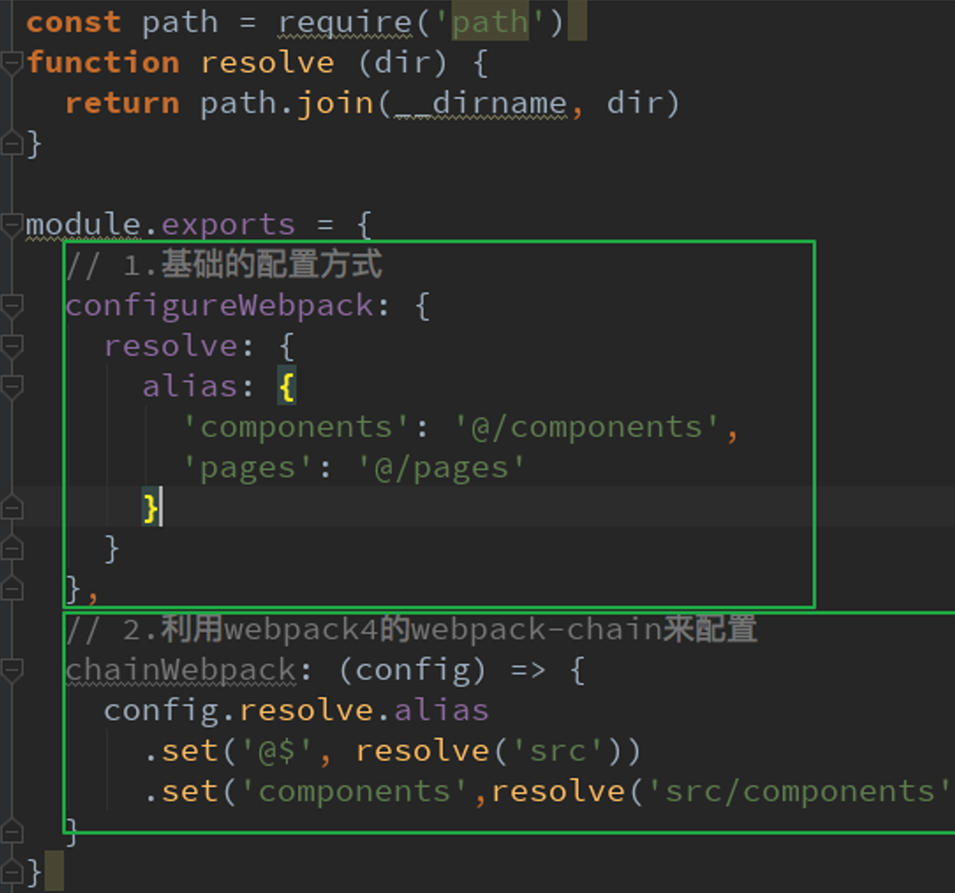 const path = require('path')
function resolve (dir) {
  return path.join(__dirname, dir)
}
module.exports = {
  // 1.基础的配置方式
  configureWebpack: {
    resolve: {
      alias: {
        'components': '@/components',
        'pages': '@/pages'
      }
    }
  },
  // 2.利用webpack4的webpack-chain来配置
  chainWebpack: (config) => {
    config.resolve.alias
      .set('@$', resolve('src'))
      .set('components',resolve('src/components'
  }
}